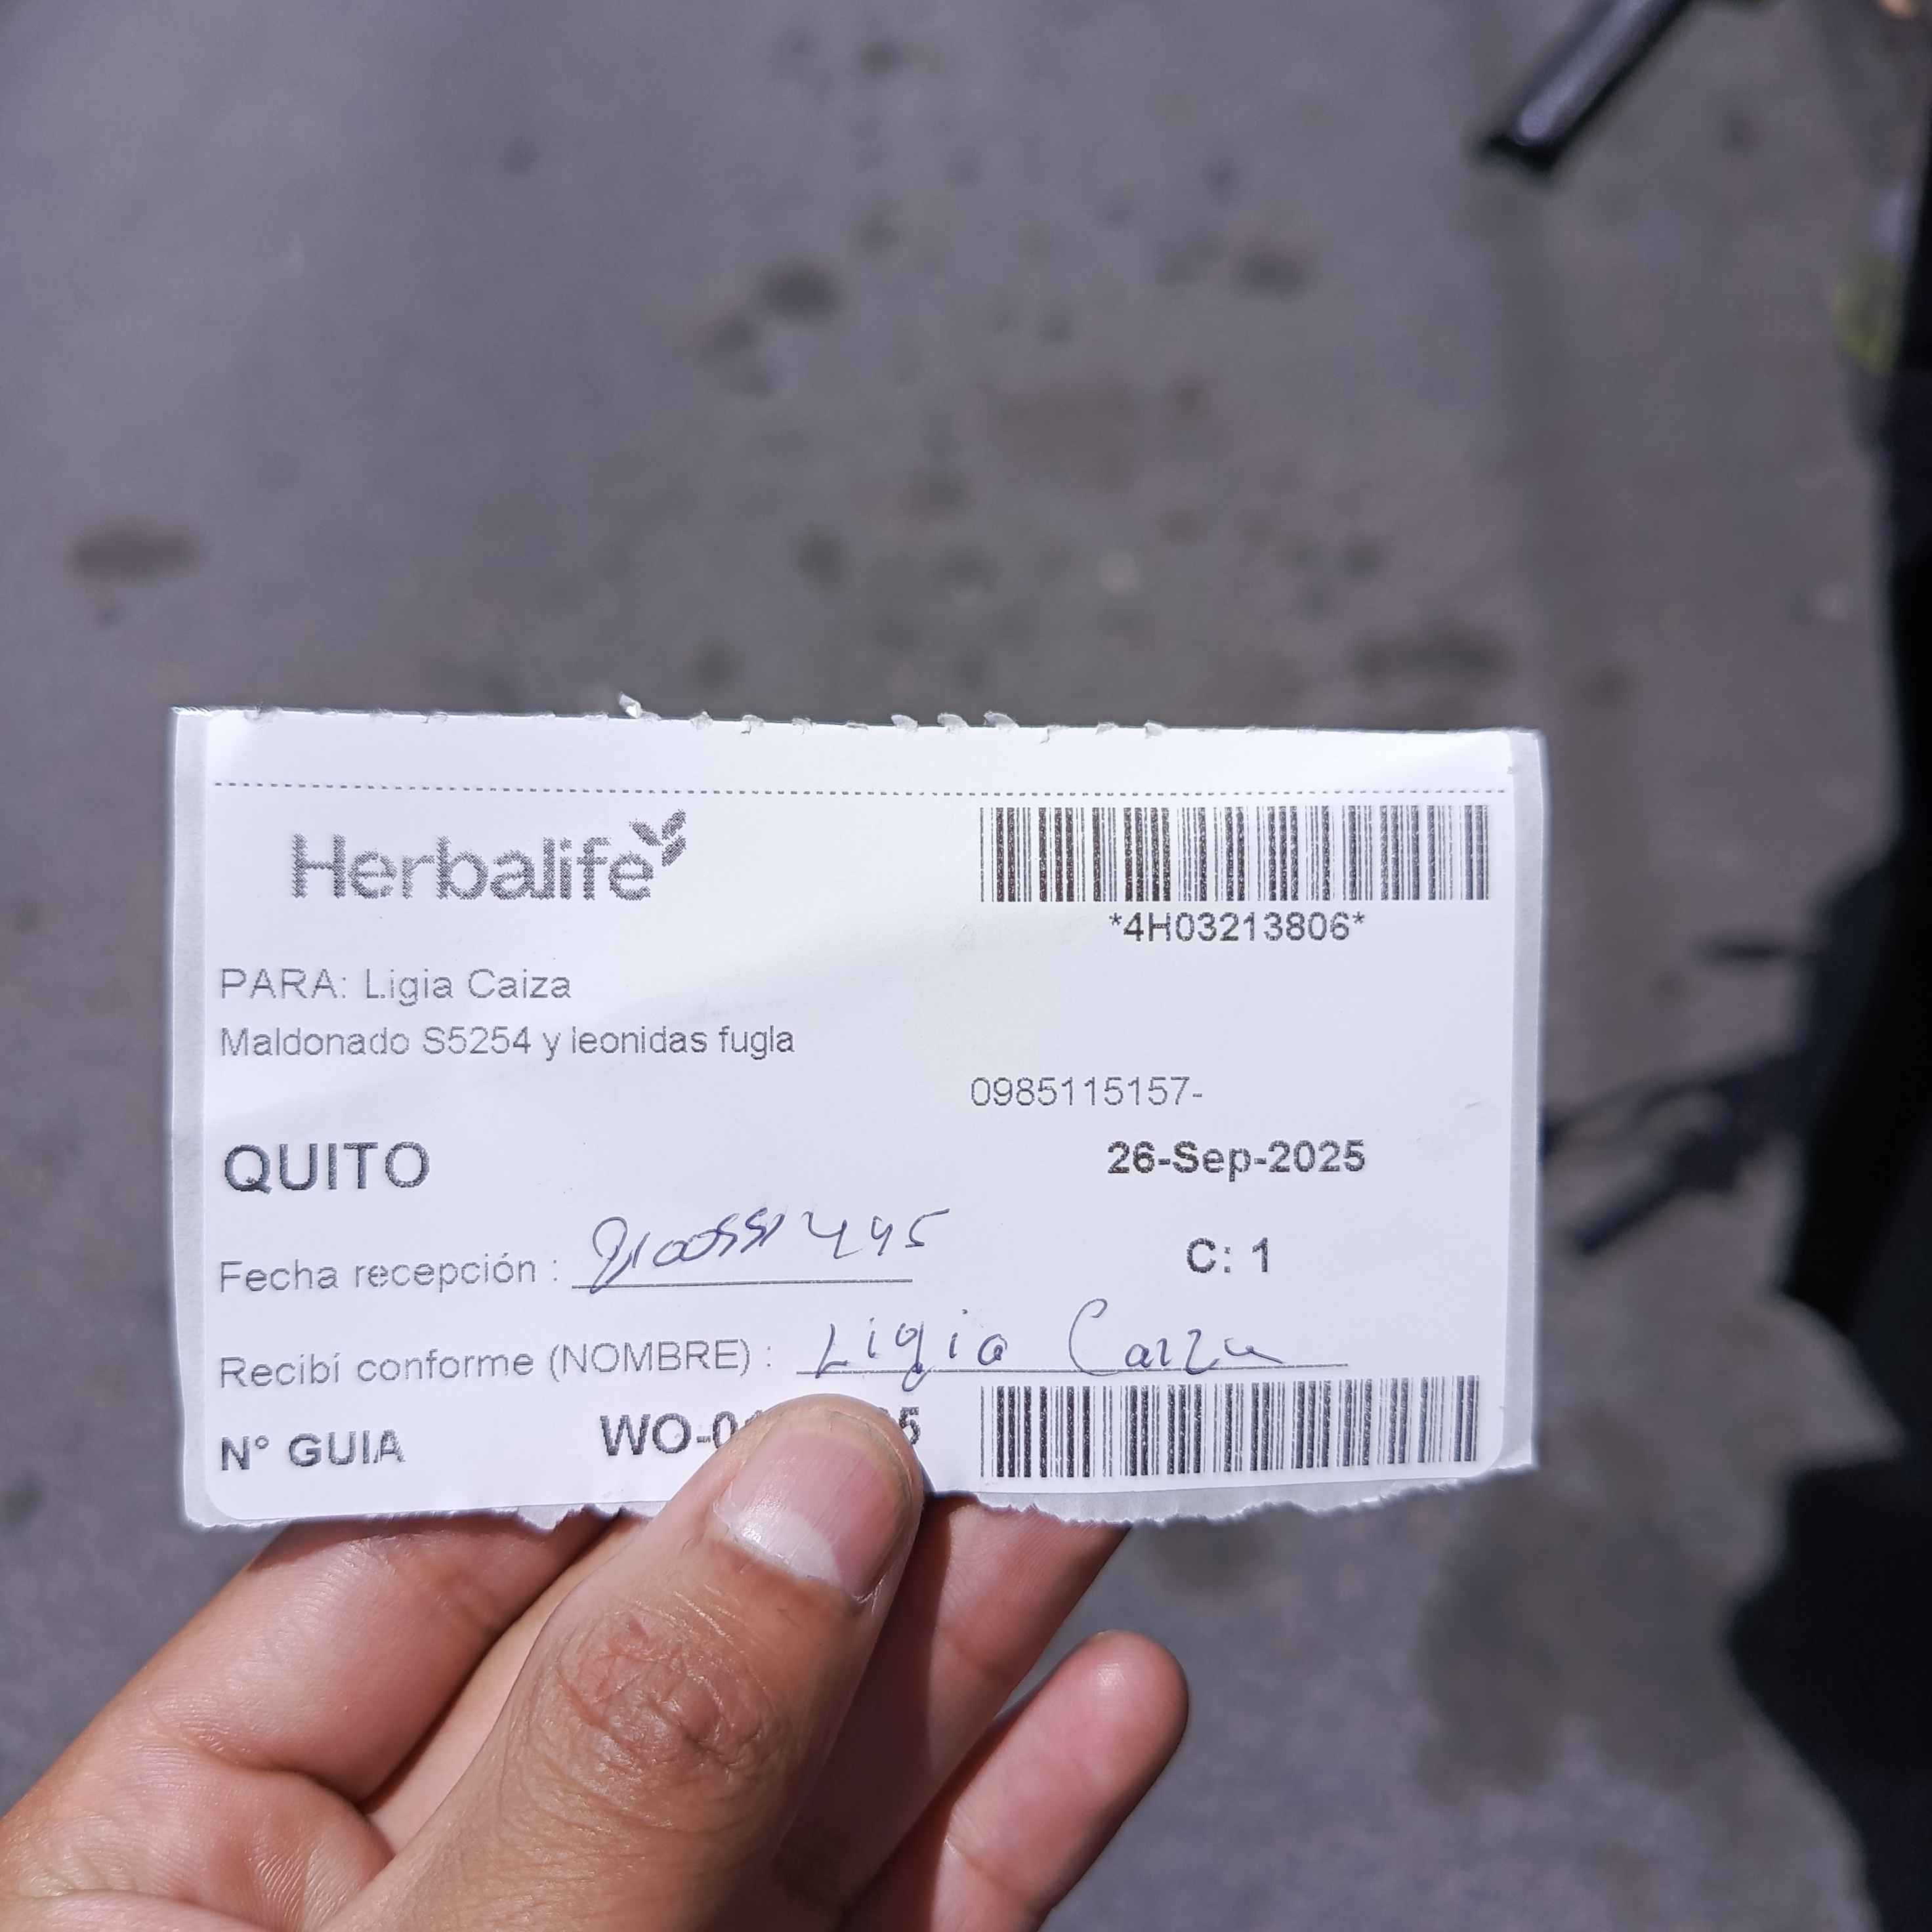 Herbalife
*4H03213806*
PARA: Ligia Caiza
Maldonado S5254 y leonidas fugla
0985115157-
QUITO
26-Sep-2025
Fecha recepción :
C: 1
Recibí conforme (NOMBRE) : Ligia Caiza
N° GUIA